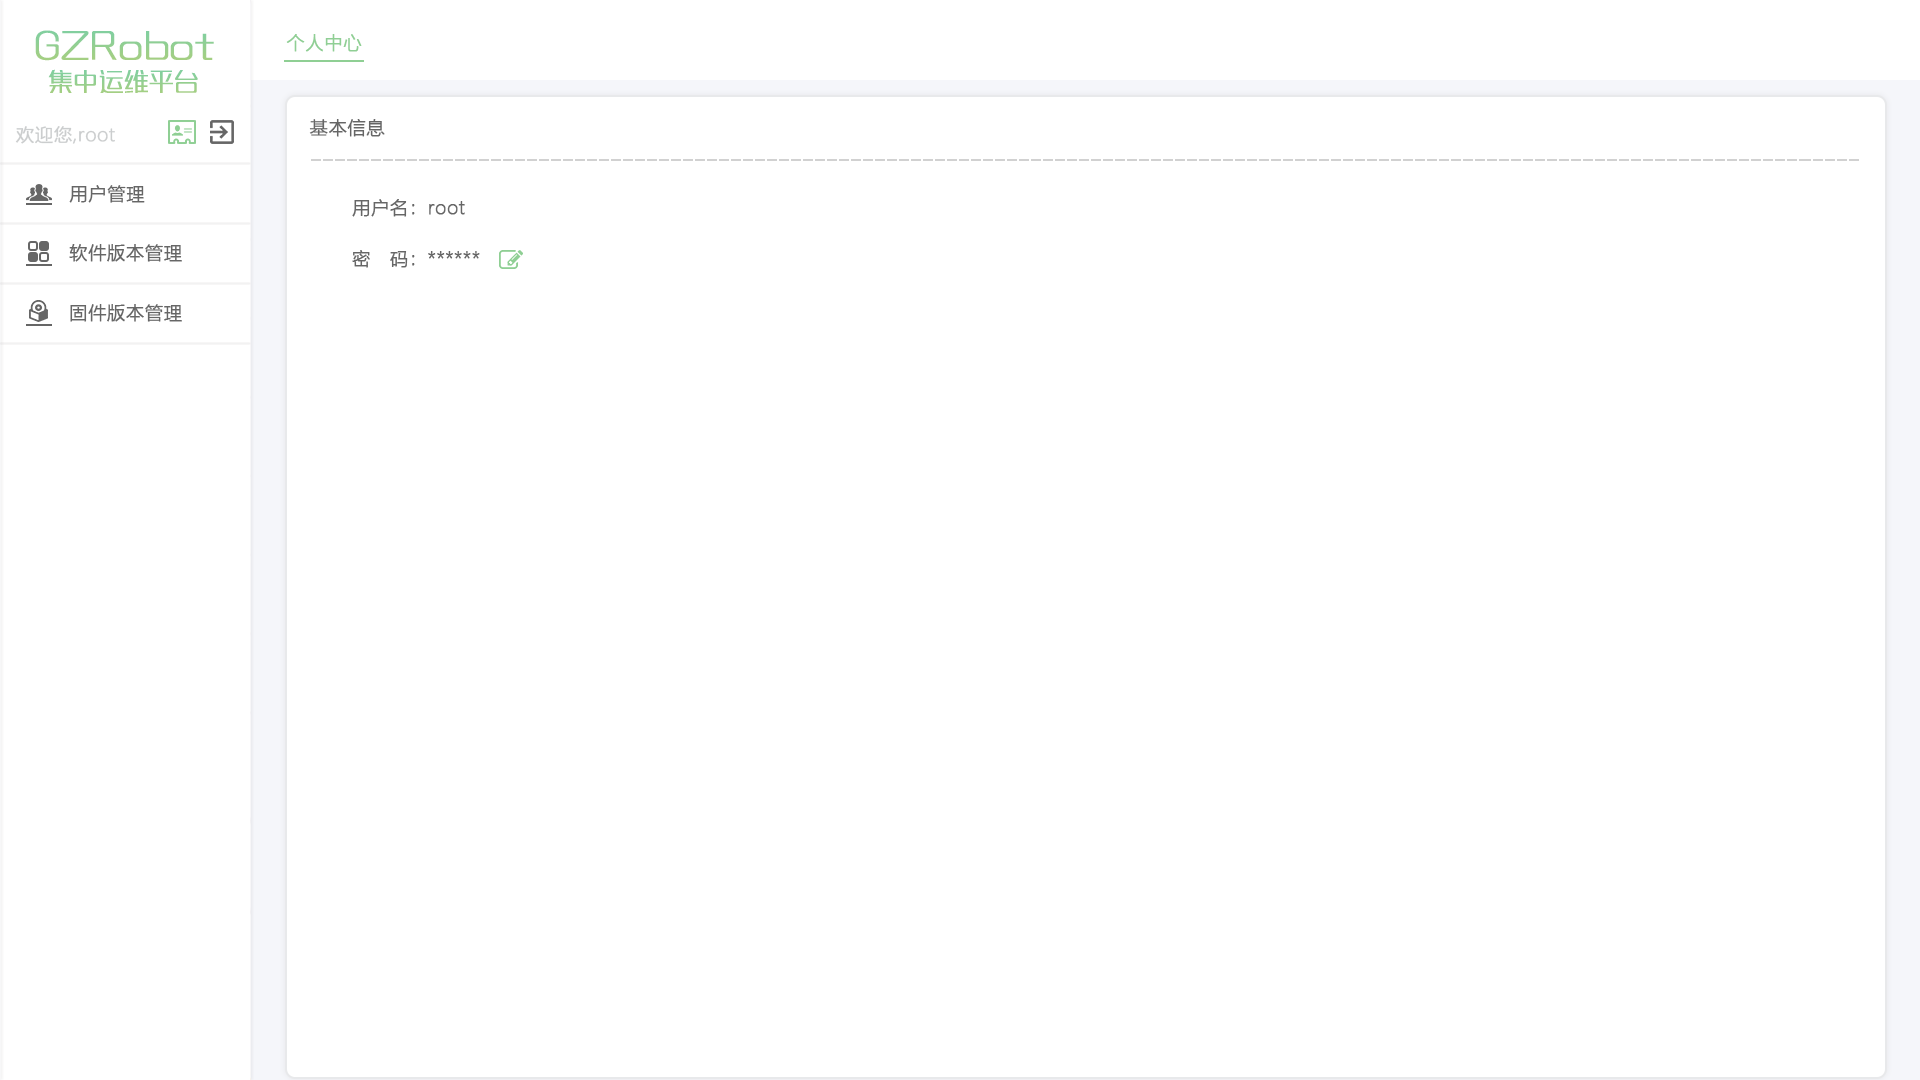 GZRobot
集中运维平台
欢迎您,root
用户管理
软件版本管理
固件版本管理
个人中心
基本信息
用户名：root
密 码：******